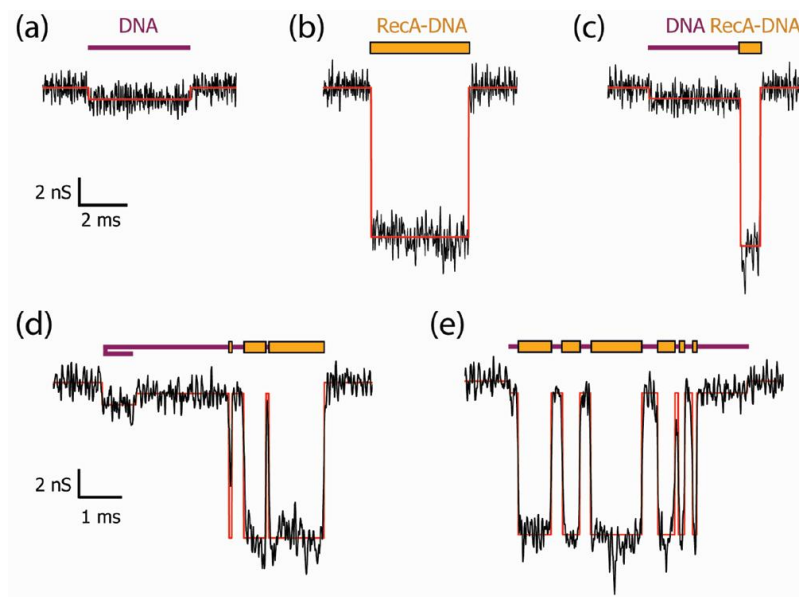 (a) DNA
(b) RecA-DNA
(c) DNA RecA-DNA
2 nS
2 ms
(d)
(e)
2 nS
1 ms